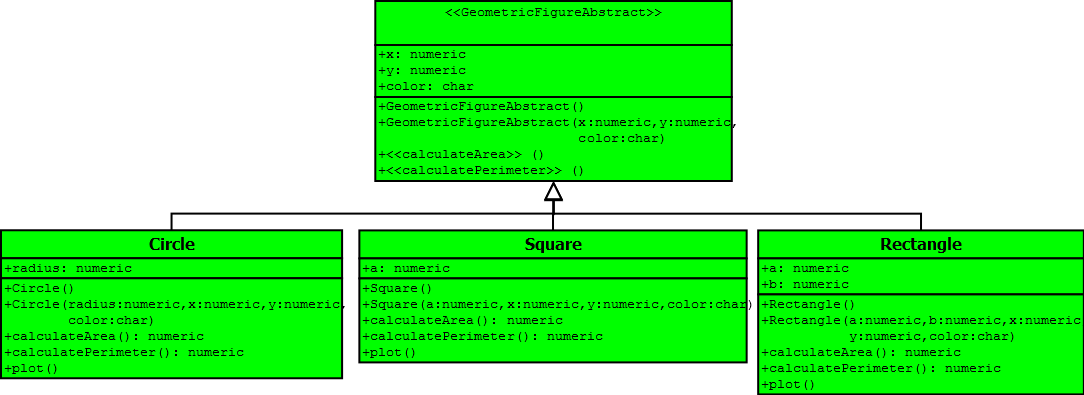 <<GeometricFigureAbstract>>
+x: numeric
+y: numeric
+color: char
+GeometricFigureAbstract()
+GeometricFigureAbstract(x:numeric,y:numeric,
color:char)
+<<calculateArea>> ()
+<<calculatePerimeter>> ()
Circle
+radius: numeric
+Circle()
+Circle(radius:numeric,x:numeric,y:numeric,
color:char)
+calculateArea(): numeric
+calculatePerimeter(): numeric
+plot()
Square
+a: numeric
+Square()
+Square(a:numeric,x:numeric,y:numeric,color:char)
+calculateArea(): numeric
+calculatePerimeter(): numeric
+plot()
Rectangle
+a: numeric
+b: numeric
+Rectangle()
+Rectangle(a:numeric,b:numeric,x:numeric
y:numeric,color:char)
+calculateArea(): numeric
+calculatePerimeter(): numeric
+plot()